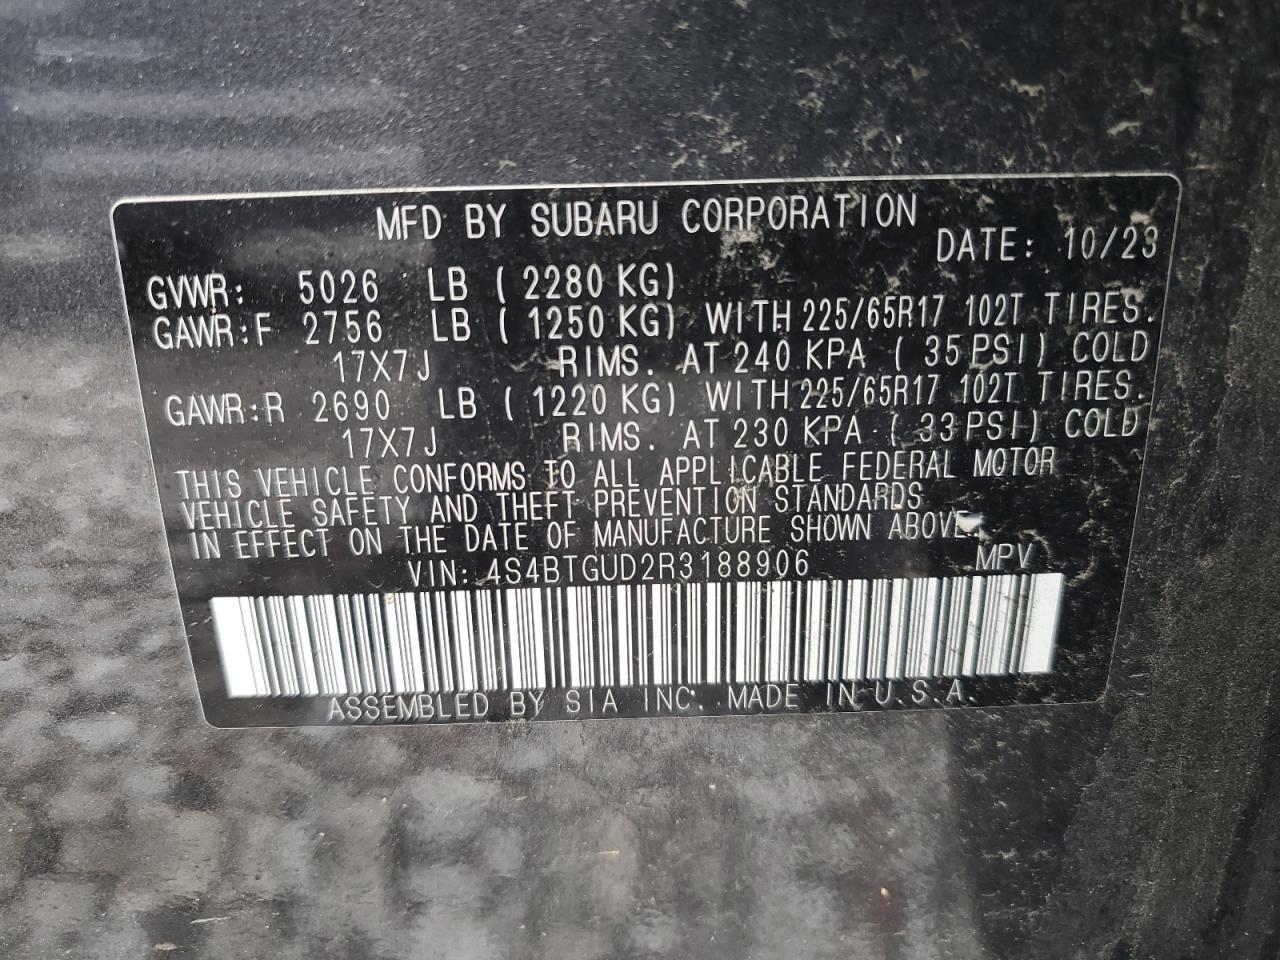 MFD BY SUBARU CORPORATION
DATE: 10/23
GVWR: 5026 LB ( 2280 KG)
GAWR:F 2756 LB ( 1250 KG) WITH 225/65R17 102T TIRES.
17X7J RIMS. AT 240 KPA ( 35 PSI) COLD
GAWR:R 2690 LB ( 1220 KG) WITH 225/65R17 102T TIRES.
17X7J RIMS. AT 230 KPA ( 33 PSI) COLD
THIS VEHICLE CONFORMS TO ALL APPLICABLE FEDERAL MOTOR
VEHICLE SAFETY AND THEFT PREVENTION STANDARDS
IN EFFECT ON THE DATE OF MANUFACTURE SHOWN ABOVE.
VIN: 4S4BTGUD2R3188906 MPV
ASSEMBLED BY SIA INC. MADE IN U.S.A.